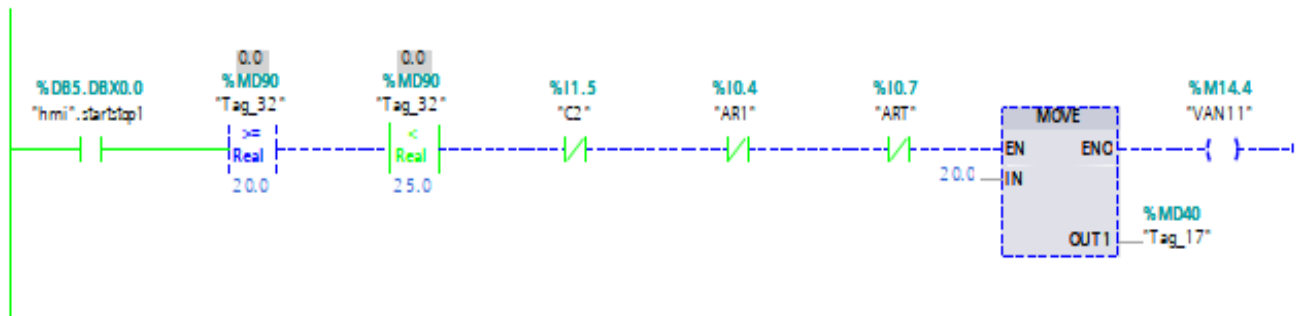 0.0
0.0
%DB5.DBX0.0
%MD90
%MD90
%I1.5
%I0.4
%I0.7
%M14.4
"hmi".startstop1
"Tag_32"
"Tag_32"
"C2"
"AR1"
"ART"
"VAN11"
>=
<
MOVE
Real
Real
EN
ENO
20.0
25.0
20.0
IN
%MD40
OUT1
"Tag_17"